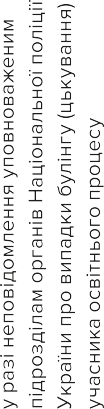 у разі неповідомлення уповноваженим
підрозділам органів Національної поліції
України про випадки булінгу (цькування)
учасника освітнього процесу